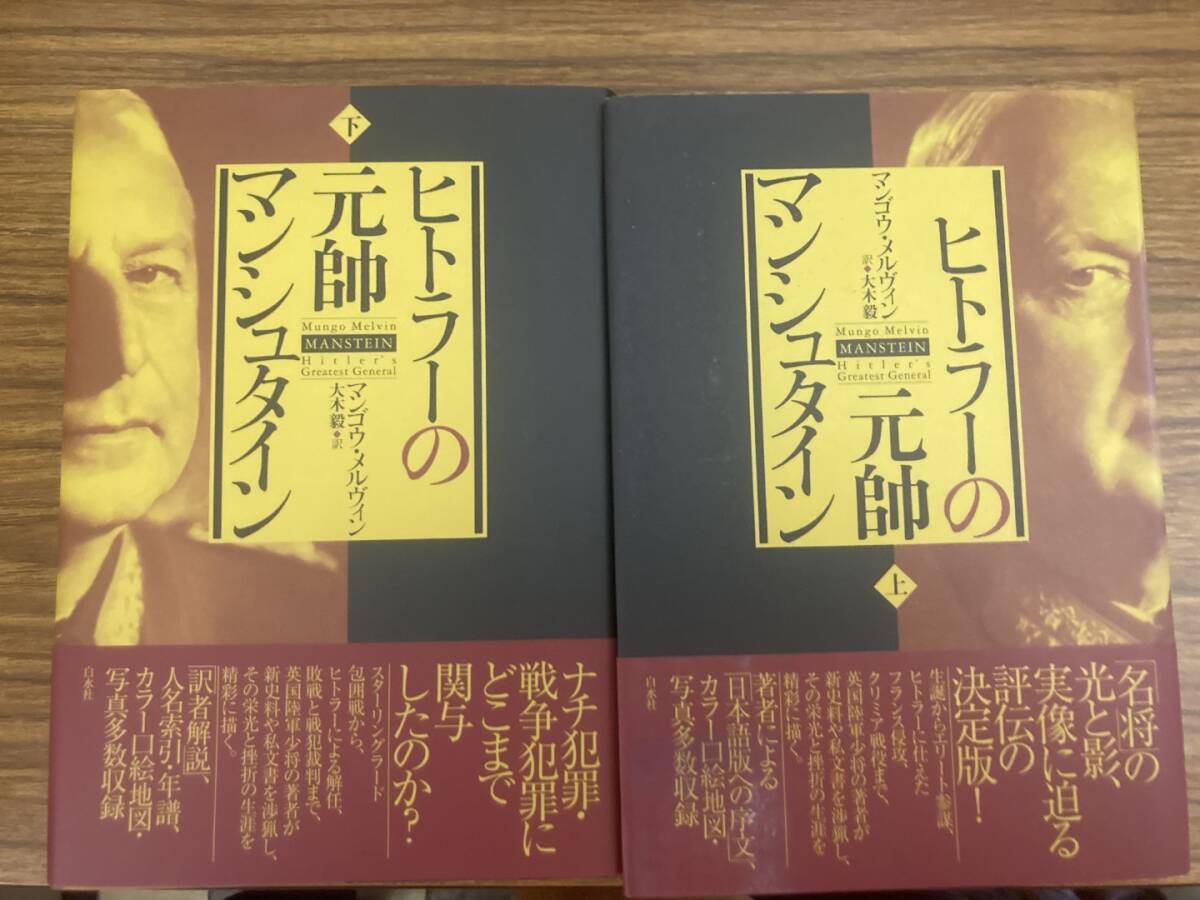 下
ヒトラーの
元帥
マンシュタイン
Mungo Melvin
MANSTEIN
Hitler's
Greatest General
マンゴウ・メルヴィン
大木毅◆訳
ナチ犯罪・
戦争犯罪に
どこまで
関与
したのか?
スターリングラード
包囲戦から、
ヒトラーによる解任、
敗戦と戦犯裁判まで、
英国陸軍少将の著者が
新史料や私文書を渉猟し、
その栄光と挫折の生涯を
精彩に描く。
「訳者解説」、
人名索引・年譜、
カラー口絵地図・
写真多数収録
白水社
ヒトラーの
元帥
マンシュタイン
マンゴウ・メルヴィン
訳◆大木毅
Mungo Melvin
MANSTEIN
Hitler's
Greatest General
上
「名将」の
光と影、
実像に迫る
評伝の
決定版!
生誕からエリート参謀、
ヒトラーに仕えた
フランス侵攻、
クリミア戦役まで、
英国陸軍少将の著者が
新史料や私文書を渉猟し、
その栄光と挫折の生涯を
精彩に描く。
著者による
「日本語版への序文」、
カラー口絵地図・
写真多数収録
白水社